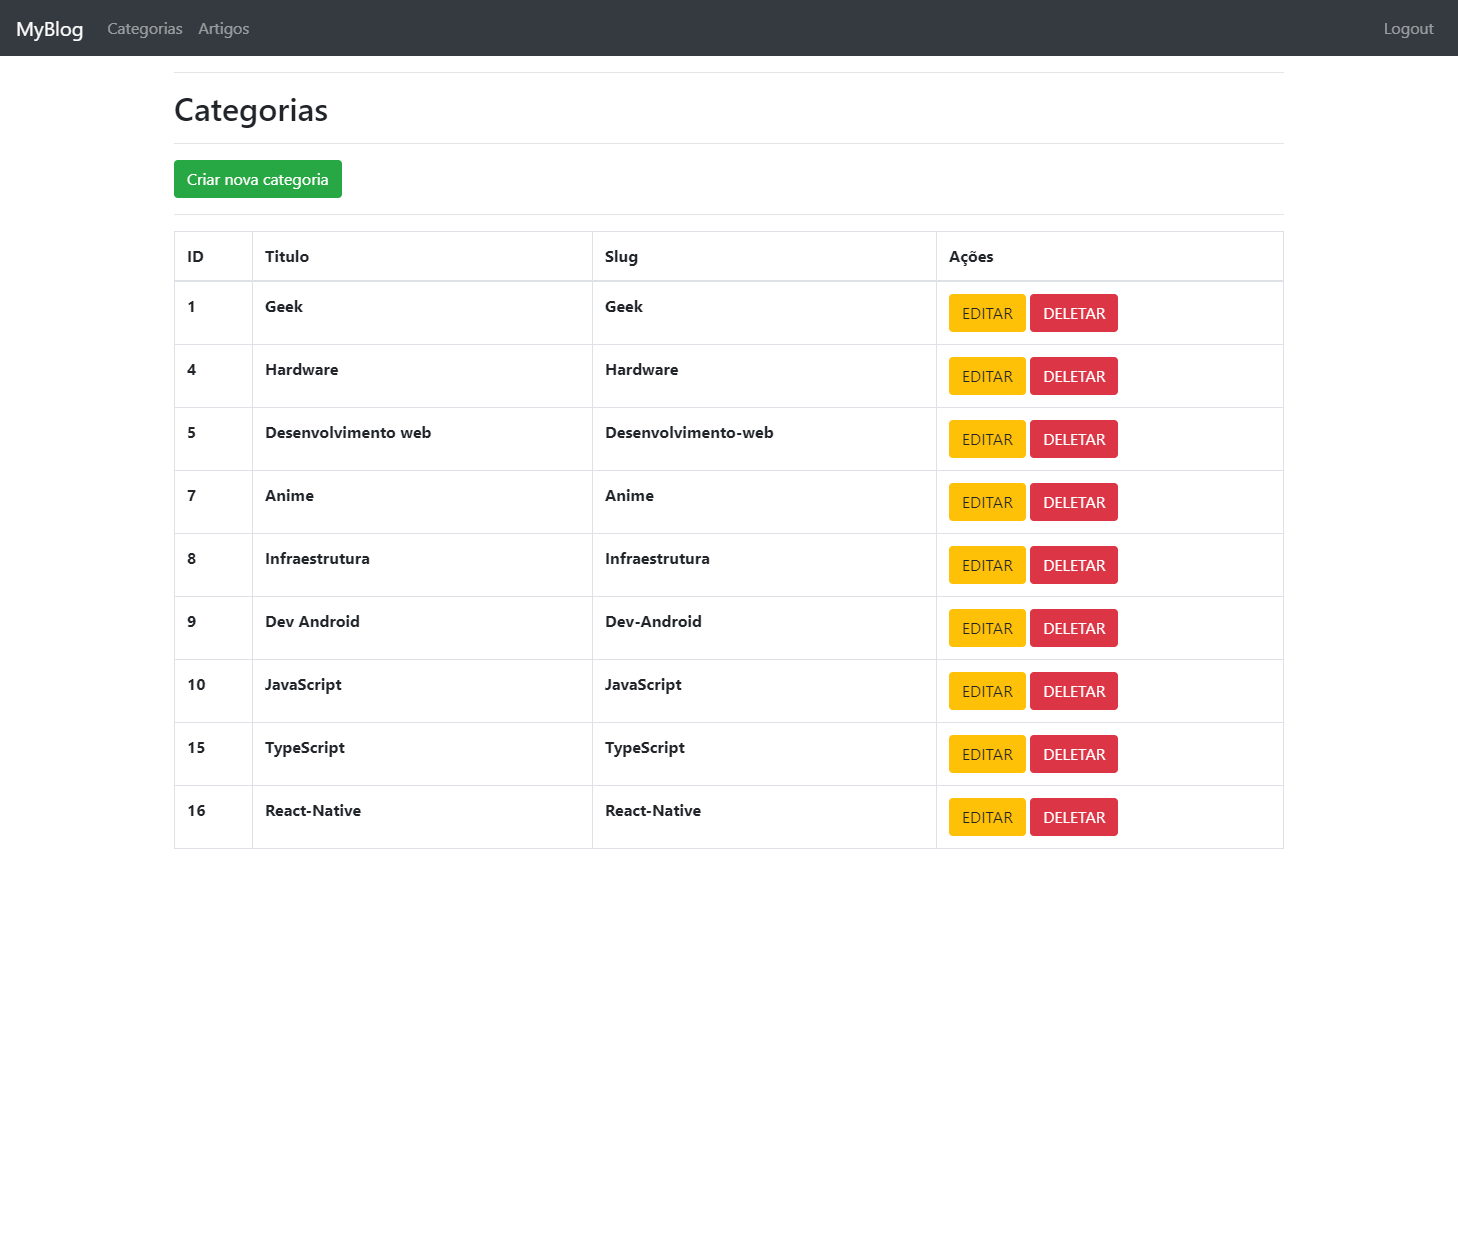 MyBlog Categorias Artigos Logout
Categorias
Criar nova categoria
ID Titulo Slug Ações
1 Geek Geek EDITAR DELETAR
4 Hardware Hardware EDITAR DELETAR
5 Desenvolvimento web Desenvolvimento-web EDITAR DELETAR
7 Anime Anime EDITAR DELETAR
8 Infraestrutura Infraestrutura EDITAR DELETAR
9 Dev Android Dev-Android EDITAR DELETAR
10 JavaScript JavaScript EDITAR DELETAR
15 TypeScript TypeScript EDITAR DELETAR
16 React-Native React-Native EDITAR DELETAR